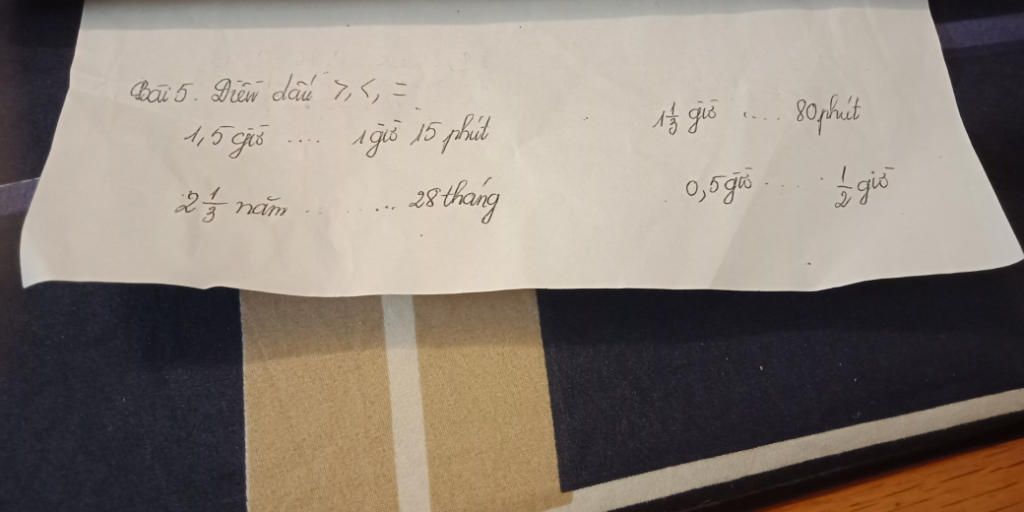 Bài 5. Điền dấu >, <, =
1,5 giờ .... 1 giờ 15 phút
1 1/3 giờ .... 80 phút
2 1/3 năm ..... 28 tháng
0,5 giờ ..... 1/2 giờ